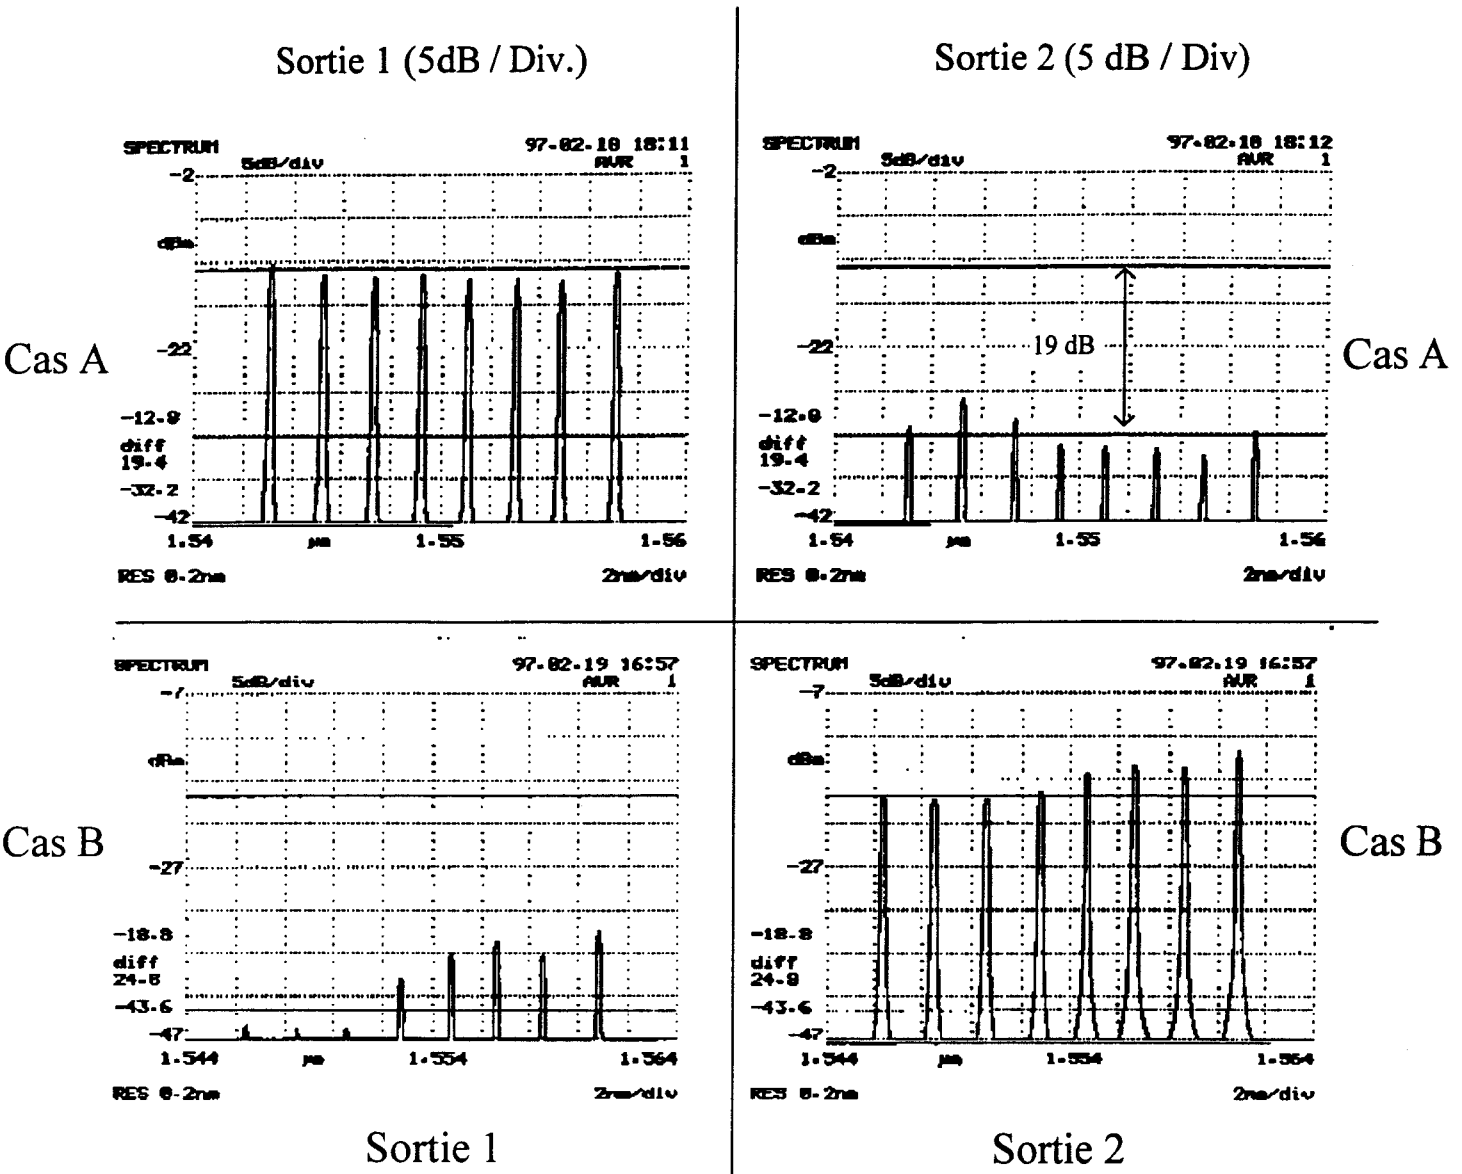 Sortie 1 (5dB / Div.)
Sortie 2 (5 dB / Div)
SPECTRUM
97-02-18 18:11
5dB/div
AVR 1
-2
dBm
-22
-12.8
diff
19.4
-32.2
-42
1.54
µm
1.55
1.56
RES 0.2nm
2nm/div
Cas A
SPECTRUM
97-02-18 18:12
5dB/div
AVR 1
-2
dBm
-22
19 dB
-12.8
diff
19.4
-32.2
-42
1.54
µm
1.55
1.56
RES 0.2nm
2nm/div
Cas A
SPECTRUM
97-02-19 16:57
5dB/div
AVR 1
-7
dBm
-27
-18.8
diff
24.8
-43.6
-47
1.544
µm
1.554
1.564
RES 0.2nm
2nm/div
Cas B
SPECTRUM
97-02-19 16:57
5dB/div
AVR 1
-7
dBm
-27
-18.8
diff
24.8
-43.6
-47
1.544
µm
1.554
1.564
RES 0.2nm
2nm/div
Cas B
Sortie 1
Sortie 2